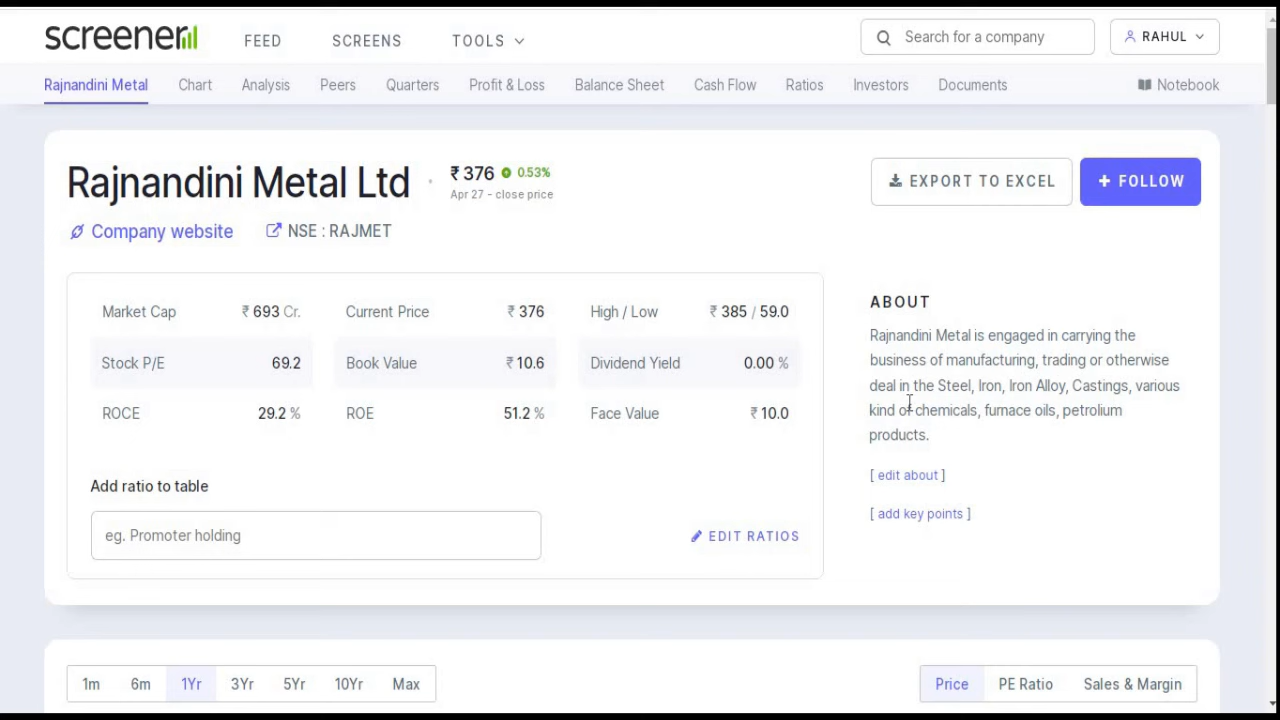 screener FEED SCREENS TOOLS Search for a company RAHUL
Rajnandini Metal Chart Analysis Peers Quarters Profit & Loss Balance Sheet Cash Flow Ratios Investors Documents Notebook
Rajnandini Metal Ltd ₹ 376 0.53%
Apr 27 - close price
EXPORT TO EXCEL + FOLLOW
Company website NSE : RAJMET
Market Cap ₹ 693 Cr. Current Price ₹ 376 High / Low ₹ 385 / 59.0
Stock P/E 69.2 Book Value ₹ 10.6 Dividend Yield 0.00 %
ROCE 29.2 % ROE 51.2 % Face Value ₹ 10.0
Add ratio to table
eg. Promoter holding EDIT RATIOS
ABOUT
Rajnandini Metal is engaged in carrying the
business of manufacturing, trading or otherwise
deal in the Steel, Iron, Iron Alloy, Castings, various
kind of chemicals, furnace oils, petrolium
products.
[ edit about ]
[ add key points ]
1m 6m 1Yr 3Yr 5Yr 10Yr Max Price PE Ratio Sales & Margin